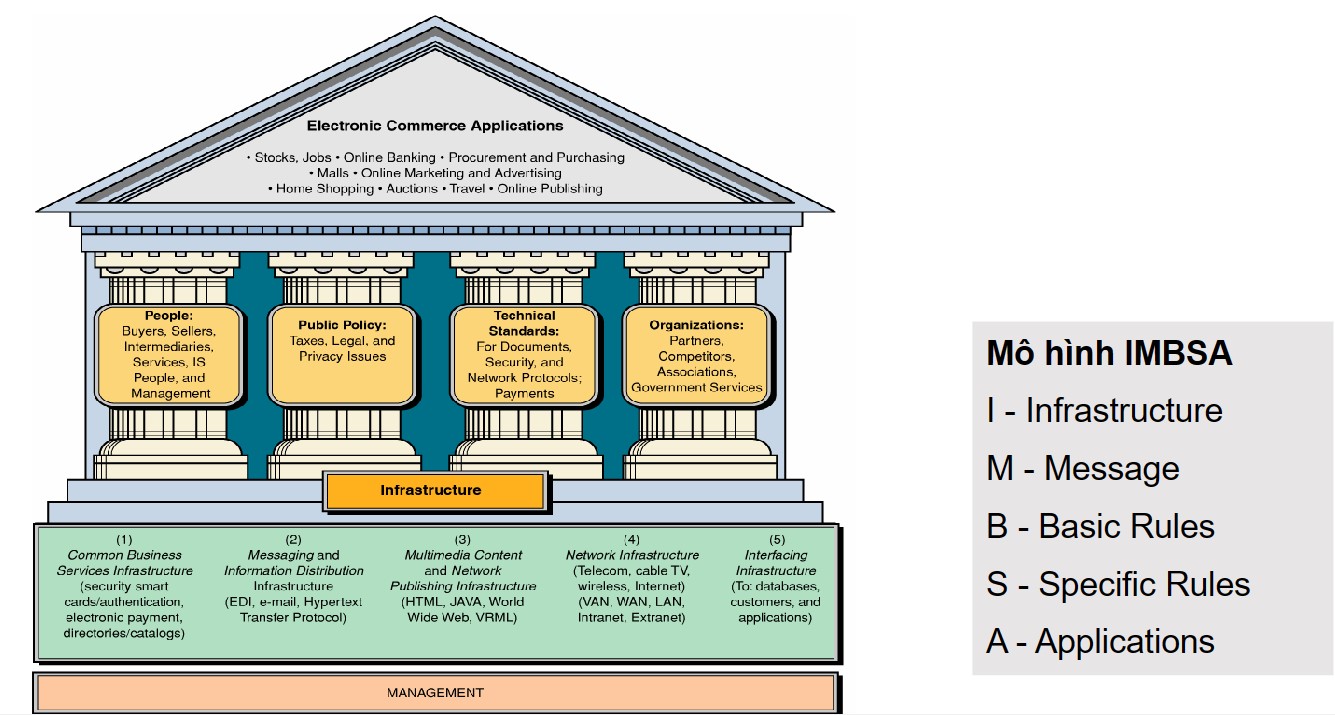 Electronic Commerce Applications
• Stocks, Jobs • Online Banking • Procurement and Purchasing
• Malls • Online Marketing and Advertising
• Home Shopping • Auctions • Travel • Online Publishing
People:
Buyers, Sellers,
Intermediaries,
Services, IS
People, and
Management
Public Policy:
Taxes, Legal, and
Privacy Issues
Technical
Standards:
For Documents,
Security, and
Network Protocols;
Payments
Organizations:
Partners,
Competitors,
Associations,
Government Services
Infrastructure
(1)
Common Business
Services Infrastructure
(security smart
cards/authentication,
electronic payment,
directories/catalogs)
(2)
Messaging and
Information Distribution
Infrastructure
(EDI, e-mail, Hypertext
Transfer Protocol)
(3)
Multimedia Content
and Network
Publishing Infrastructure
(HTML, JAVA, World
Wide Web, VRML)
(4)
Network Infrastructure
(Telecom, cable TV,
wireless, Internet)
(VAN, WAN, LAN,
Intranet, Extranet)
(5)
Interfacing
Infrastructure
(To: databases,
customers, and
applications)
MANAGEMENT
Mô hình IMBSA
I - Infrastructure
M - Message
B - Basic Rules
S - Specific Rules
A - Applications